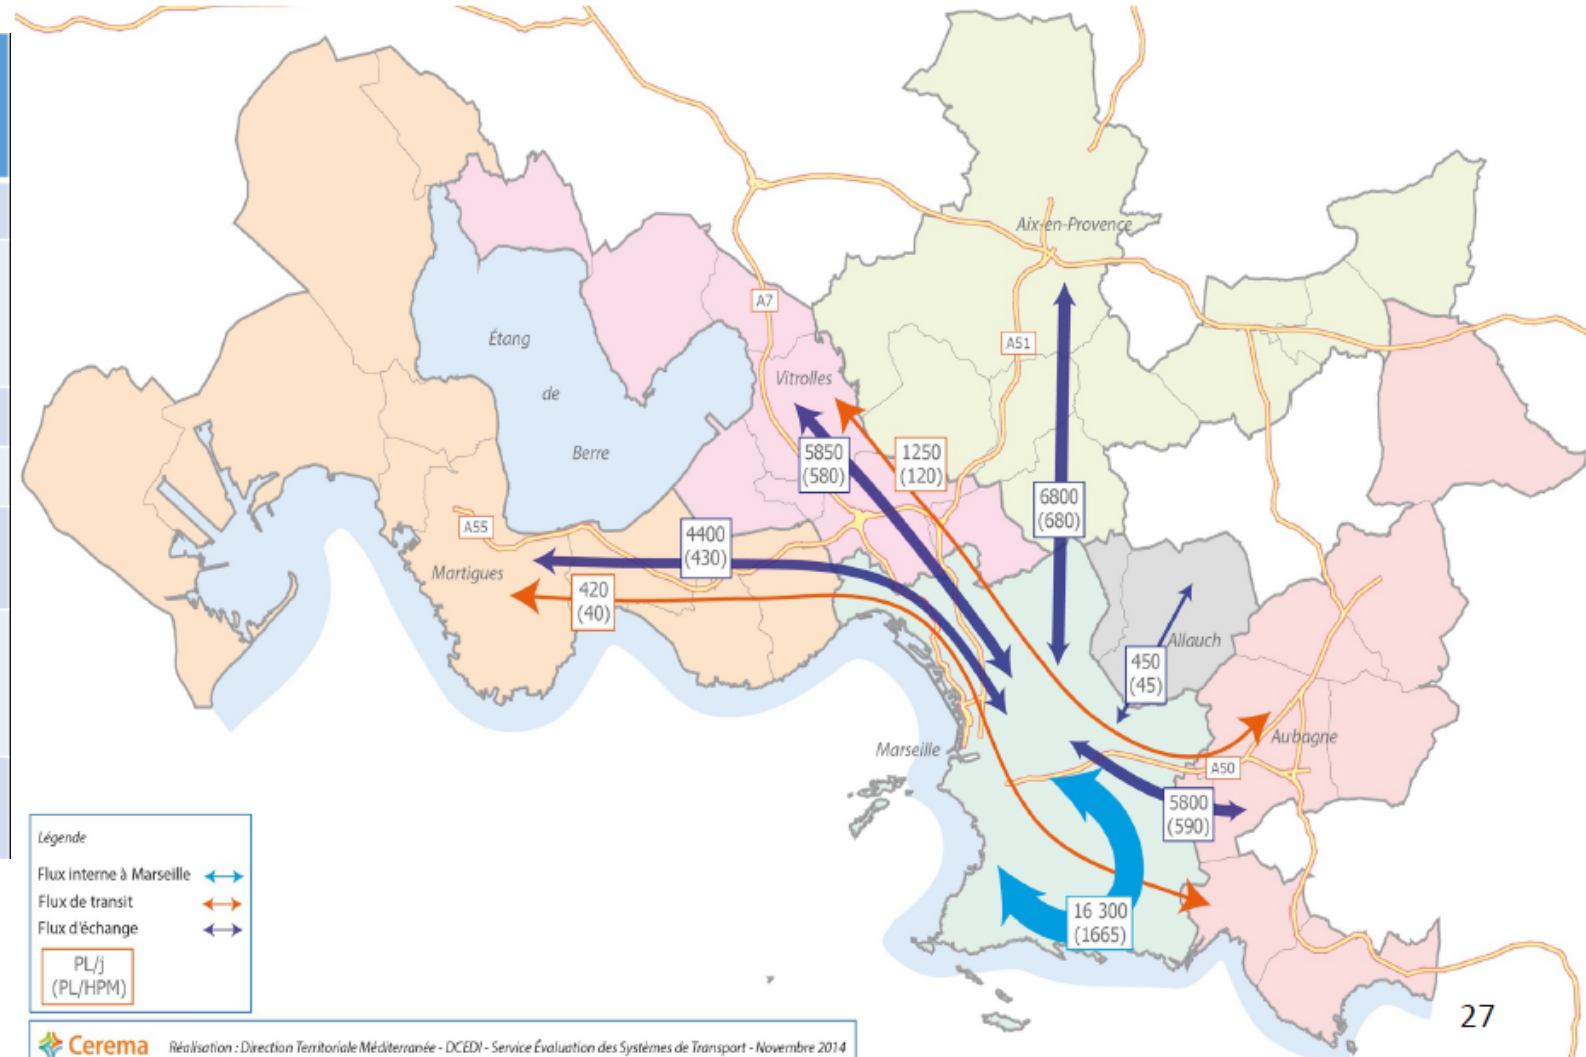 Aix-en-Provence
A7
A51
Étang
de
Berre
Vitrolles
5850
(580)
1250
(120)
6800
(680)
A55
4400
(430)
Martigues
420
(40)
Allauch
450
(45)
Marseille
Aubagne
A50
5800
(590)
16 300
(1665)
Légende
Flux interne à Marseille
Flux de transit
Flux d'échange
PL/j
(PL/HPM)
27
Cerema Réalisation : Direction Territoriale Méditerranée - DCEDI - Service Évaluation des Systèmes de Transport - Novembre 2014